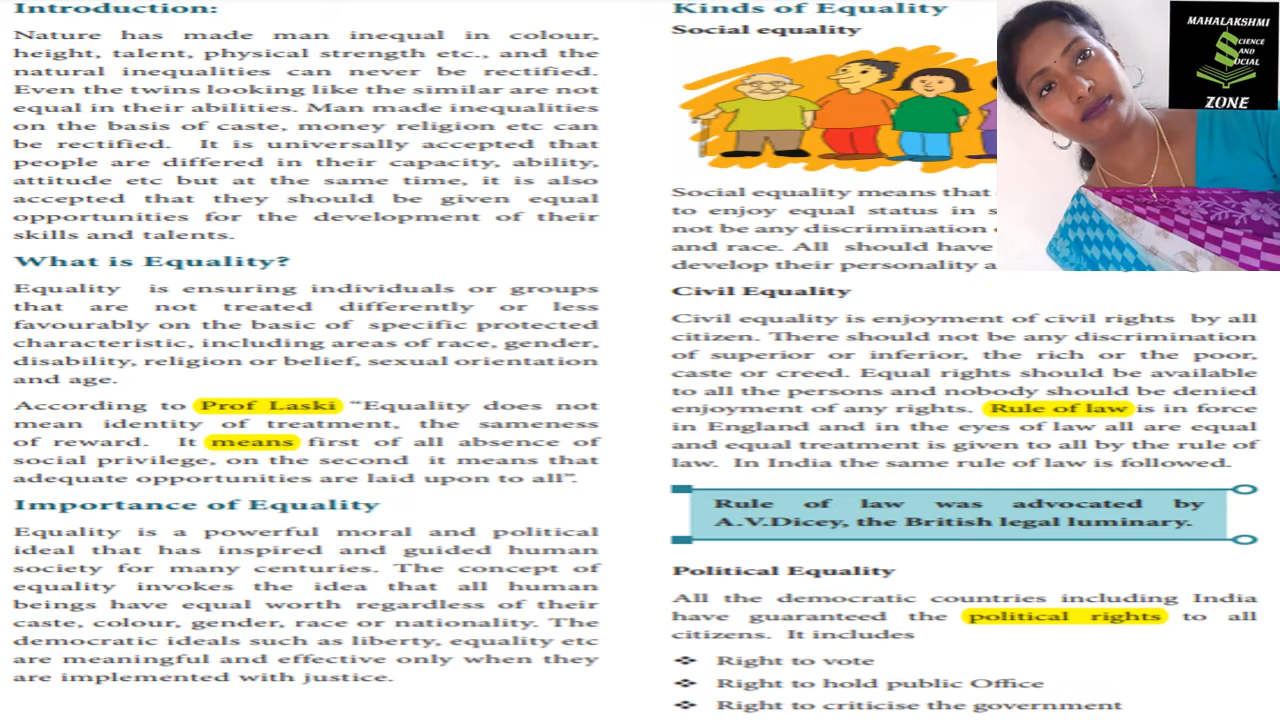 Introduction:
Nature has made man inequal in colour,
height, talent, physical strength etc., and the
natural inequalities can never be rectified.
Even the twins looking like the similar are not
equal in their abilities. Man made inequalities
on the basis of caste, money religion etc can
be rectified. It is universally accepted that
people are differed in their capacity, ability,
attitude etc but at the same time, it is also
accepted that they should be given equal
opportunities for the development of their
skills and talents.
What is Equality?
Equality is ensuring individuals or groups
that are not treated differently or less
favourably on the basic of specific protected
characteristic, including areas of race, gender,
disability, religion or belief, sexual orientation
and age.
According to Prof Laski “Equality does not
mean identity of treatment, the sameness
of reward. It means first of all absence of
social privilege, on the second it means that
adequate opportunities are laid upon to all”.
Importance of Equality
Equality is a powerful moral and political
ideal that has inspired and guided human
society for many centuries. The concept of
equality invokes the idea that all human
beings have equal worth regardless of their
caste, colour, gender, race or nationality. The
democratic ideals such as liberty, equality etc
are meaningful and effective only when they
are implemented with justice.
Kinds of Equality
Social equality
Social equality means that
to enjoy equal status in s
not be any discrimination
and race. All should have
develop their personality a
Civil Equality
Civil equality is enjoyment of civil rights by all
citizen. There should not be any discrimination
of superior or inferior, the rich or the poor,
caste or creed. Equal rights should be available
to all the persons and nobody should be denied
enjoyment of any rights. Rule of law is in force
in England and in the eyes of law all are equal
and equal treatment is given to all by the rule of
law. In India the same rule of law is followed.
Rule of law was advocated by
A.V.Dicey, the British legal luminary.
Political Equality
All the democratic countries including India
have guaranteed the political rights to all
citizens. It includes
❖ Right to vote
❖ Right to hold public Office
❖ Right to criticise the government
MAHALAKSHMI
SCIENCE
AND
SOCIAL
ZONE